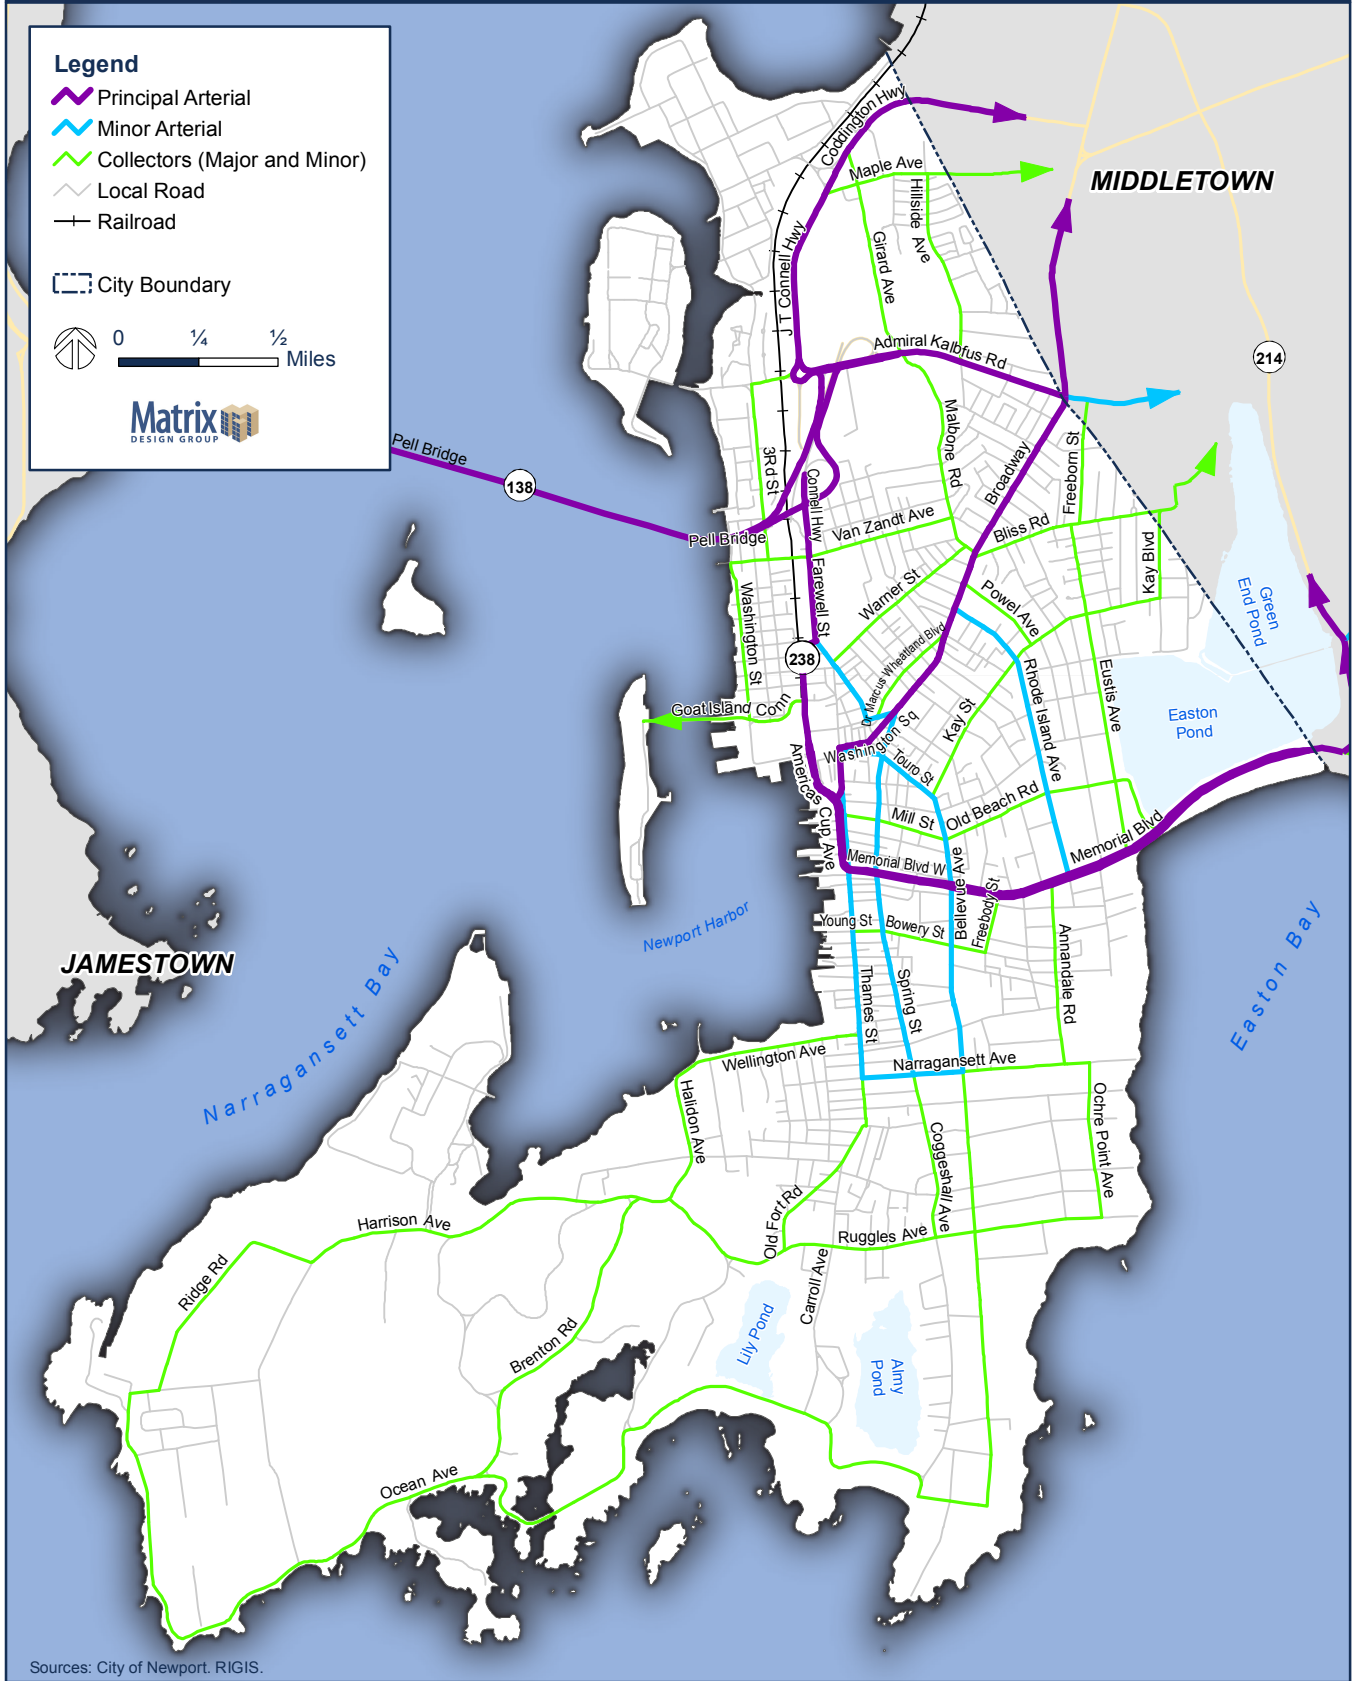 Legend
Principal Arterial
Minor Arterial
Collectors (Major and Minor)
Local Road
Railroad
City Boundary
0 ¼ ½
Miles
Matrix
DESIGN GROUP
Coddington Hwy
Maple Ave
MIDDLETOWN
Hillside Ave
Girard Ave
J T Connell Hwy
Admiral Kalbfus Rd
214
Malbone Rd
Broadway
Freeborn St
Pell Bridge
138
3Rd St
Connell Hwy
Van Zandt Ave
Bliss Rd
Pell Bridge
Kay Blvd
Farewell St
Warner St
Powel Ave
Green
End Pond
Washington St
238
Dr Marcus Wheatland Blvd
Rhode Island Ave
Eustis Ave
Goat Island Conn
Kay St
Easton
Pond
Washington Sq
Touro St
Americas Cup Ave
Mill St
Old Beach Rd
Memorial Blvd
Memorial Blvd W
Bellevue Ave
Freebody St
Newport Harbor
Young St
Bowery St
JAMESTOWN
Narragansett Bay
Easton Bay
Thames St
Spring St
Annandale Rd
Wellington Ave
Narragansett Ave
Halidon Ave
Coggeshall Ave
Ochre Point Ave
Old Fort Rd
Harrison Ave
Ruggles Ave
Ridge Rd
Carroll Ave
Brenton Rd
Lily Pond
Almy
Pond
Ocean Ave
Sources: City of Newport. RIGIS.